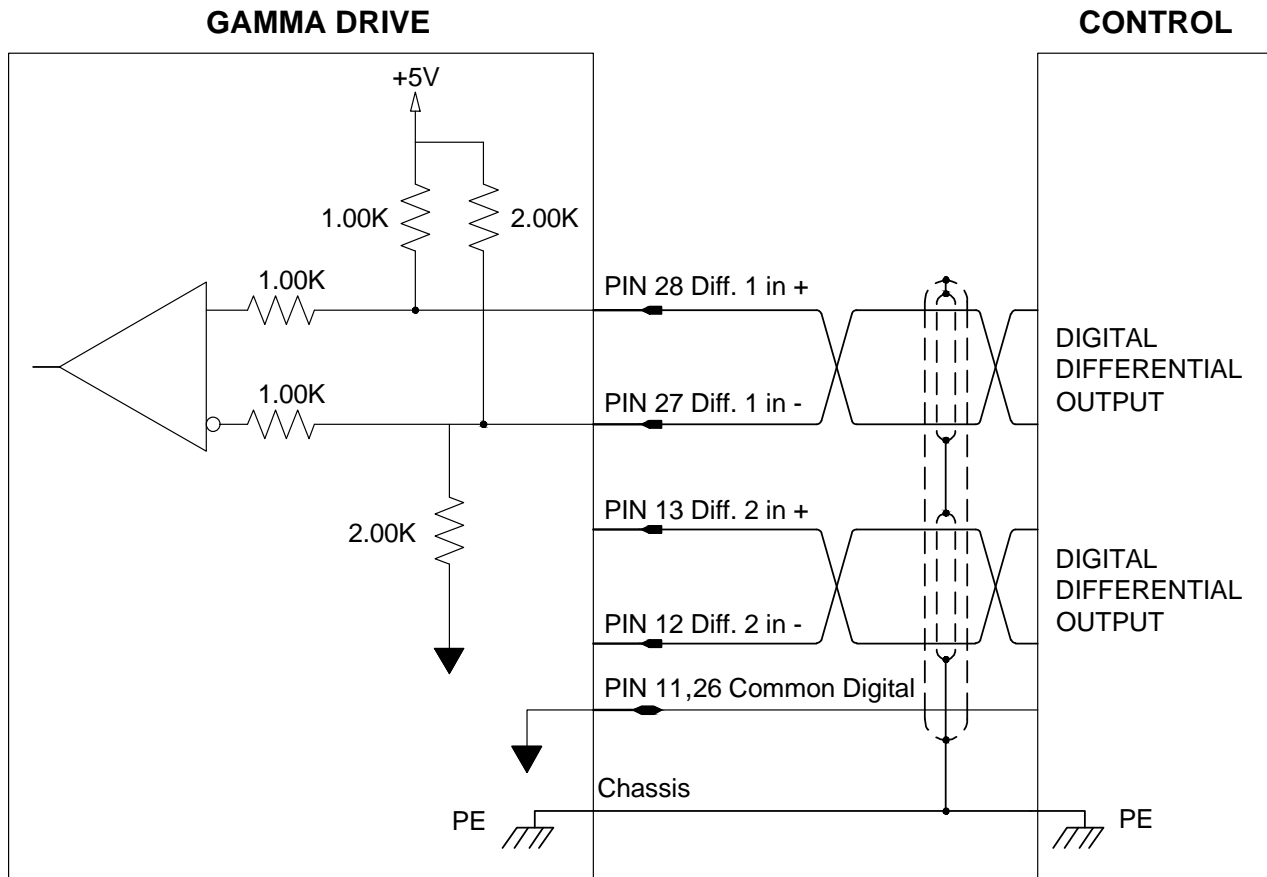 GAMMA DRIVE
CONTROL
+5V
1.00K
2.00K
1.00K
PIN 28 Diff. 1 in +
DIGITAL
DIFFERENTIAL
OUTPUT
1.00K
PIN 27 Diff. 1 in -
2.00K
PIN 13 Diff. 2 in +
DIGITAL
DIFFERENTIAL
OUTPUT
PIN 12 Diff. 2 in -
PIN 11,26 Common Digital
Chassis
PE
PE